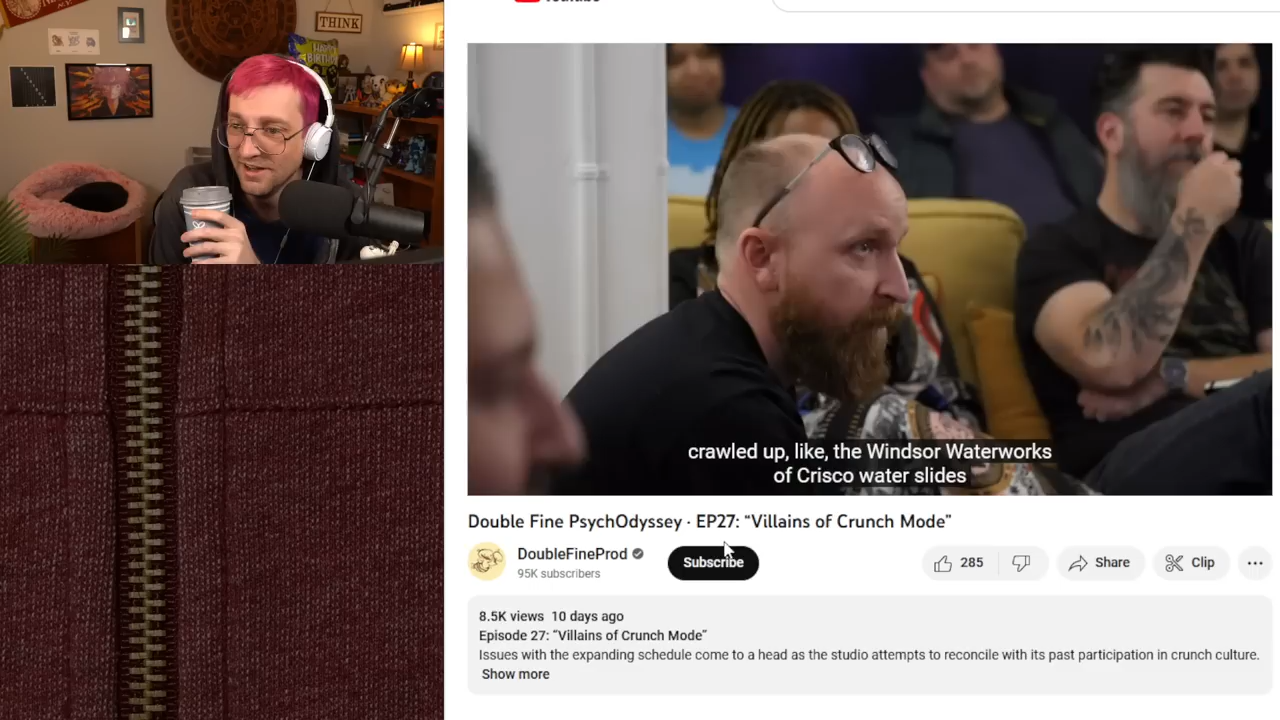 THINK
crawled up, like, the Windsor Waterworks
of Crisco water slides
Double Fine PsychOdyssey · EP27: “Villains of Crunch Mode”
DoubleFineProd
95K subscribers
Subscribe
285
Share
Clip
8.5K views 10 days ago
Episode 27: “Villains of Crunch Mode”
Issues with the expanding schedule come to a head as the studio attempts to reconcile with its past participation in crunch culture.
Show more